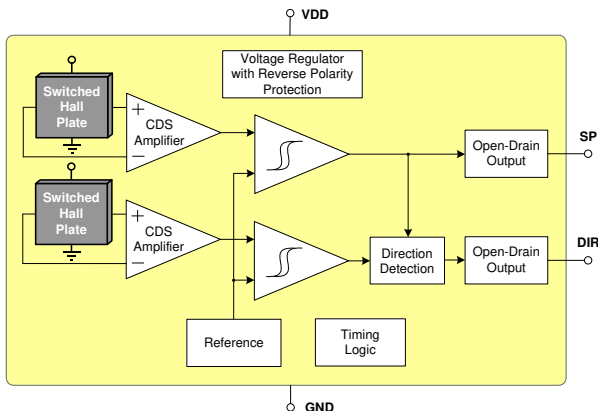 VDD
Voltage Regulator
with Reverse Polarity
Protection
Switched
Hall
Plate
+
−
CDS
Amplifier
Open-Drain
Output
SP
Switched
Hall
Plate
+
−
CDS
Amplifier
Direction
Detection
Open-Drain
Output
DIR
Reference
Timing
Logic
GND